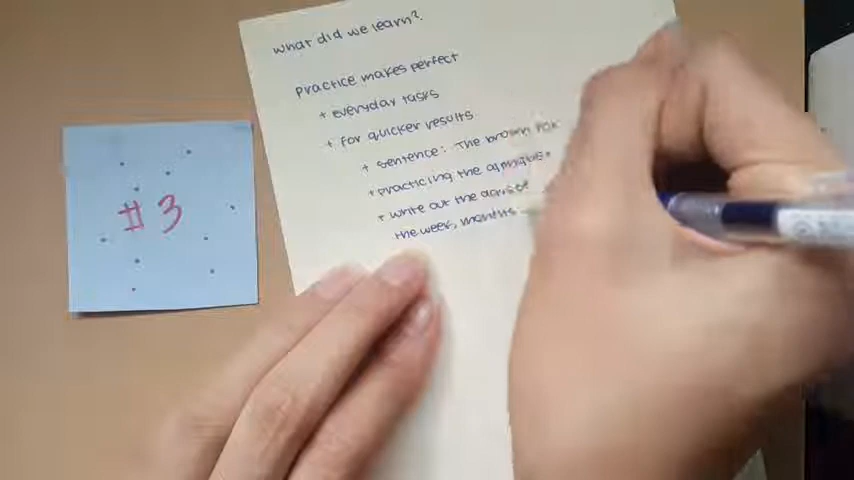 what did we learn?
Practice makes perfect
+ everyday tasks
+ for quicker results
+ sentence: The brown fox
+ practicing the alphabet
+ write out the days of
the week, months
#3